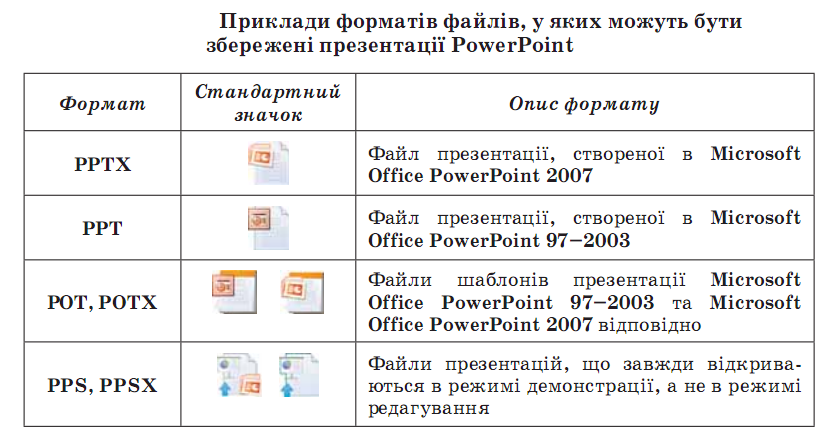 Приклади форматів файлів, у яких можуть бути
збережені презентації PowerPoint
Формат
Стандартний
значок
Опис формату
PPTX
Файл презентації, створеної в Microsoft
Office PowerPoint 2007
PPT
Файл презентації, створеної в Microsoft
Office PowerPoint 97–2003
POT, POTX
Файли шаблонів презентації Microsoft
Office PowerPoint 97–2003 та Microsoft
Office PowerPoint 2007 відповідно
PPS, PPSX
Файли презентацій, що завжди відкрива-
ються в режимі демонстрації, а не в режимі
редагування